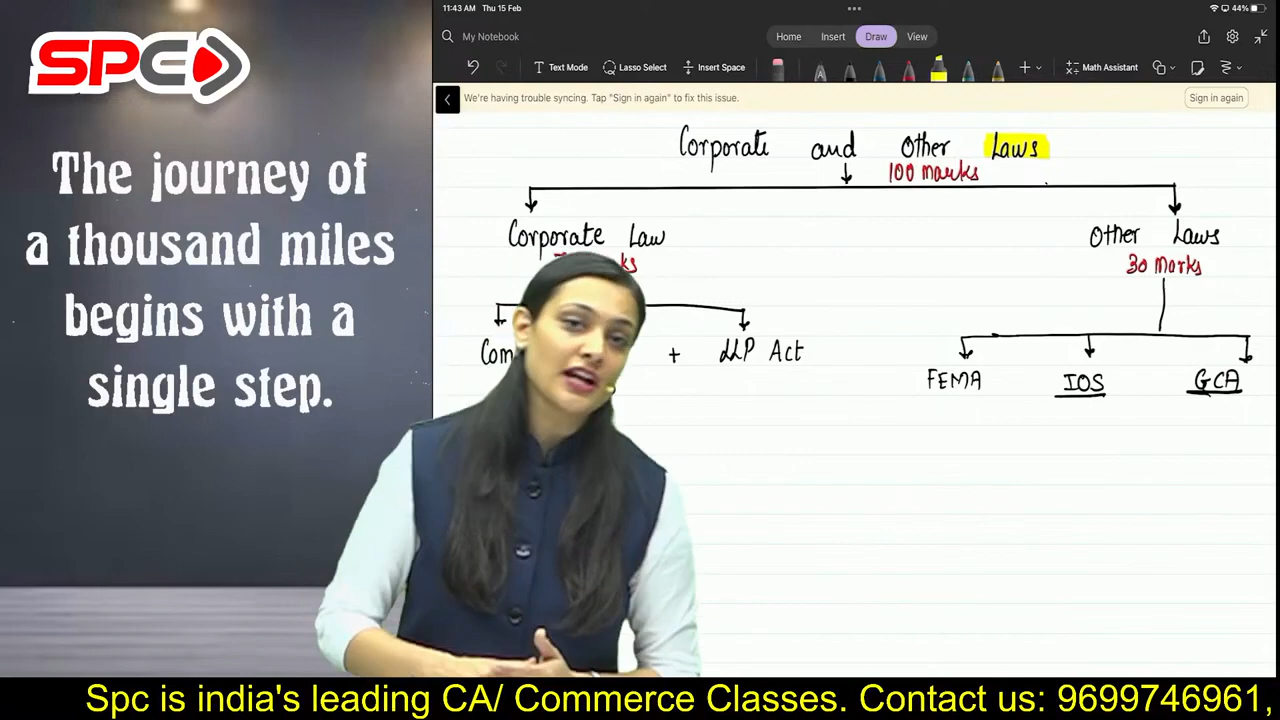 SPC
The journey of
a thousand miles
begins with a
single step.
11:43 AM Thu 15 Feb
44%
My Notebook
Home Insert Draw View
Text Mode Lasso Select Insert Space Math Assistant
We're having trouble syncing. Tap "Sign in again" to fix this issue. Sign in again
Corporate and Other Laws
100 marks
Corporate Law Other Laws
30 Marks
+ LLP Act
FEMA IOS GCA
Spc is india's leading CA/ Commerce Classes. Contact us: 9699746961,